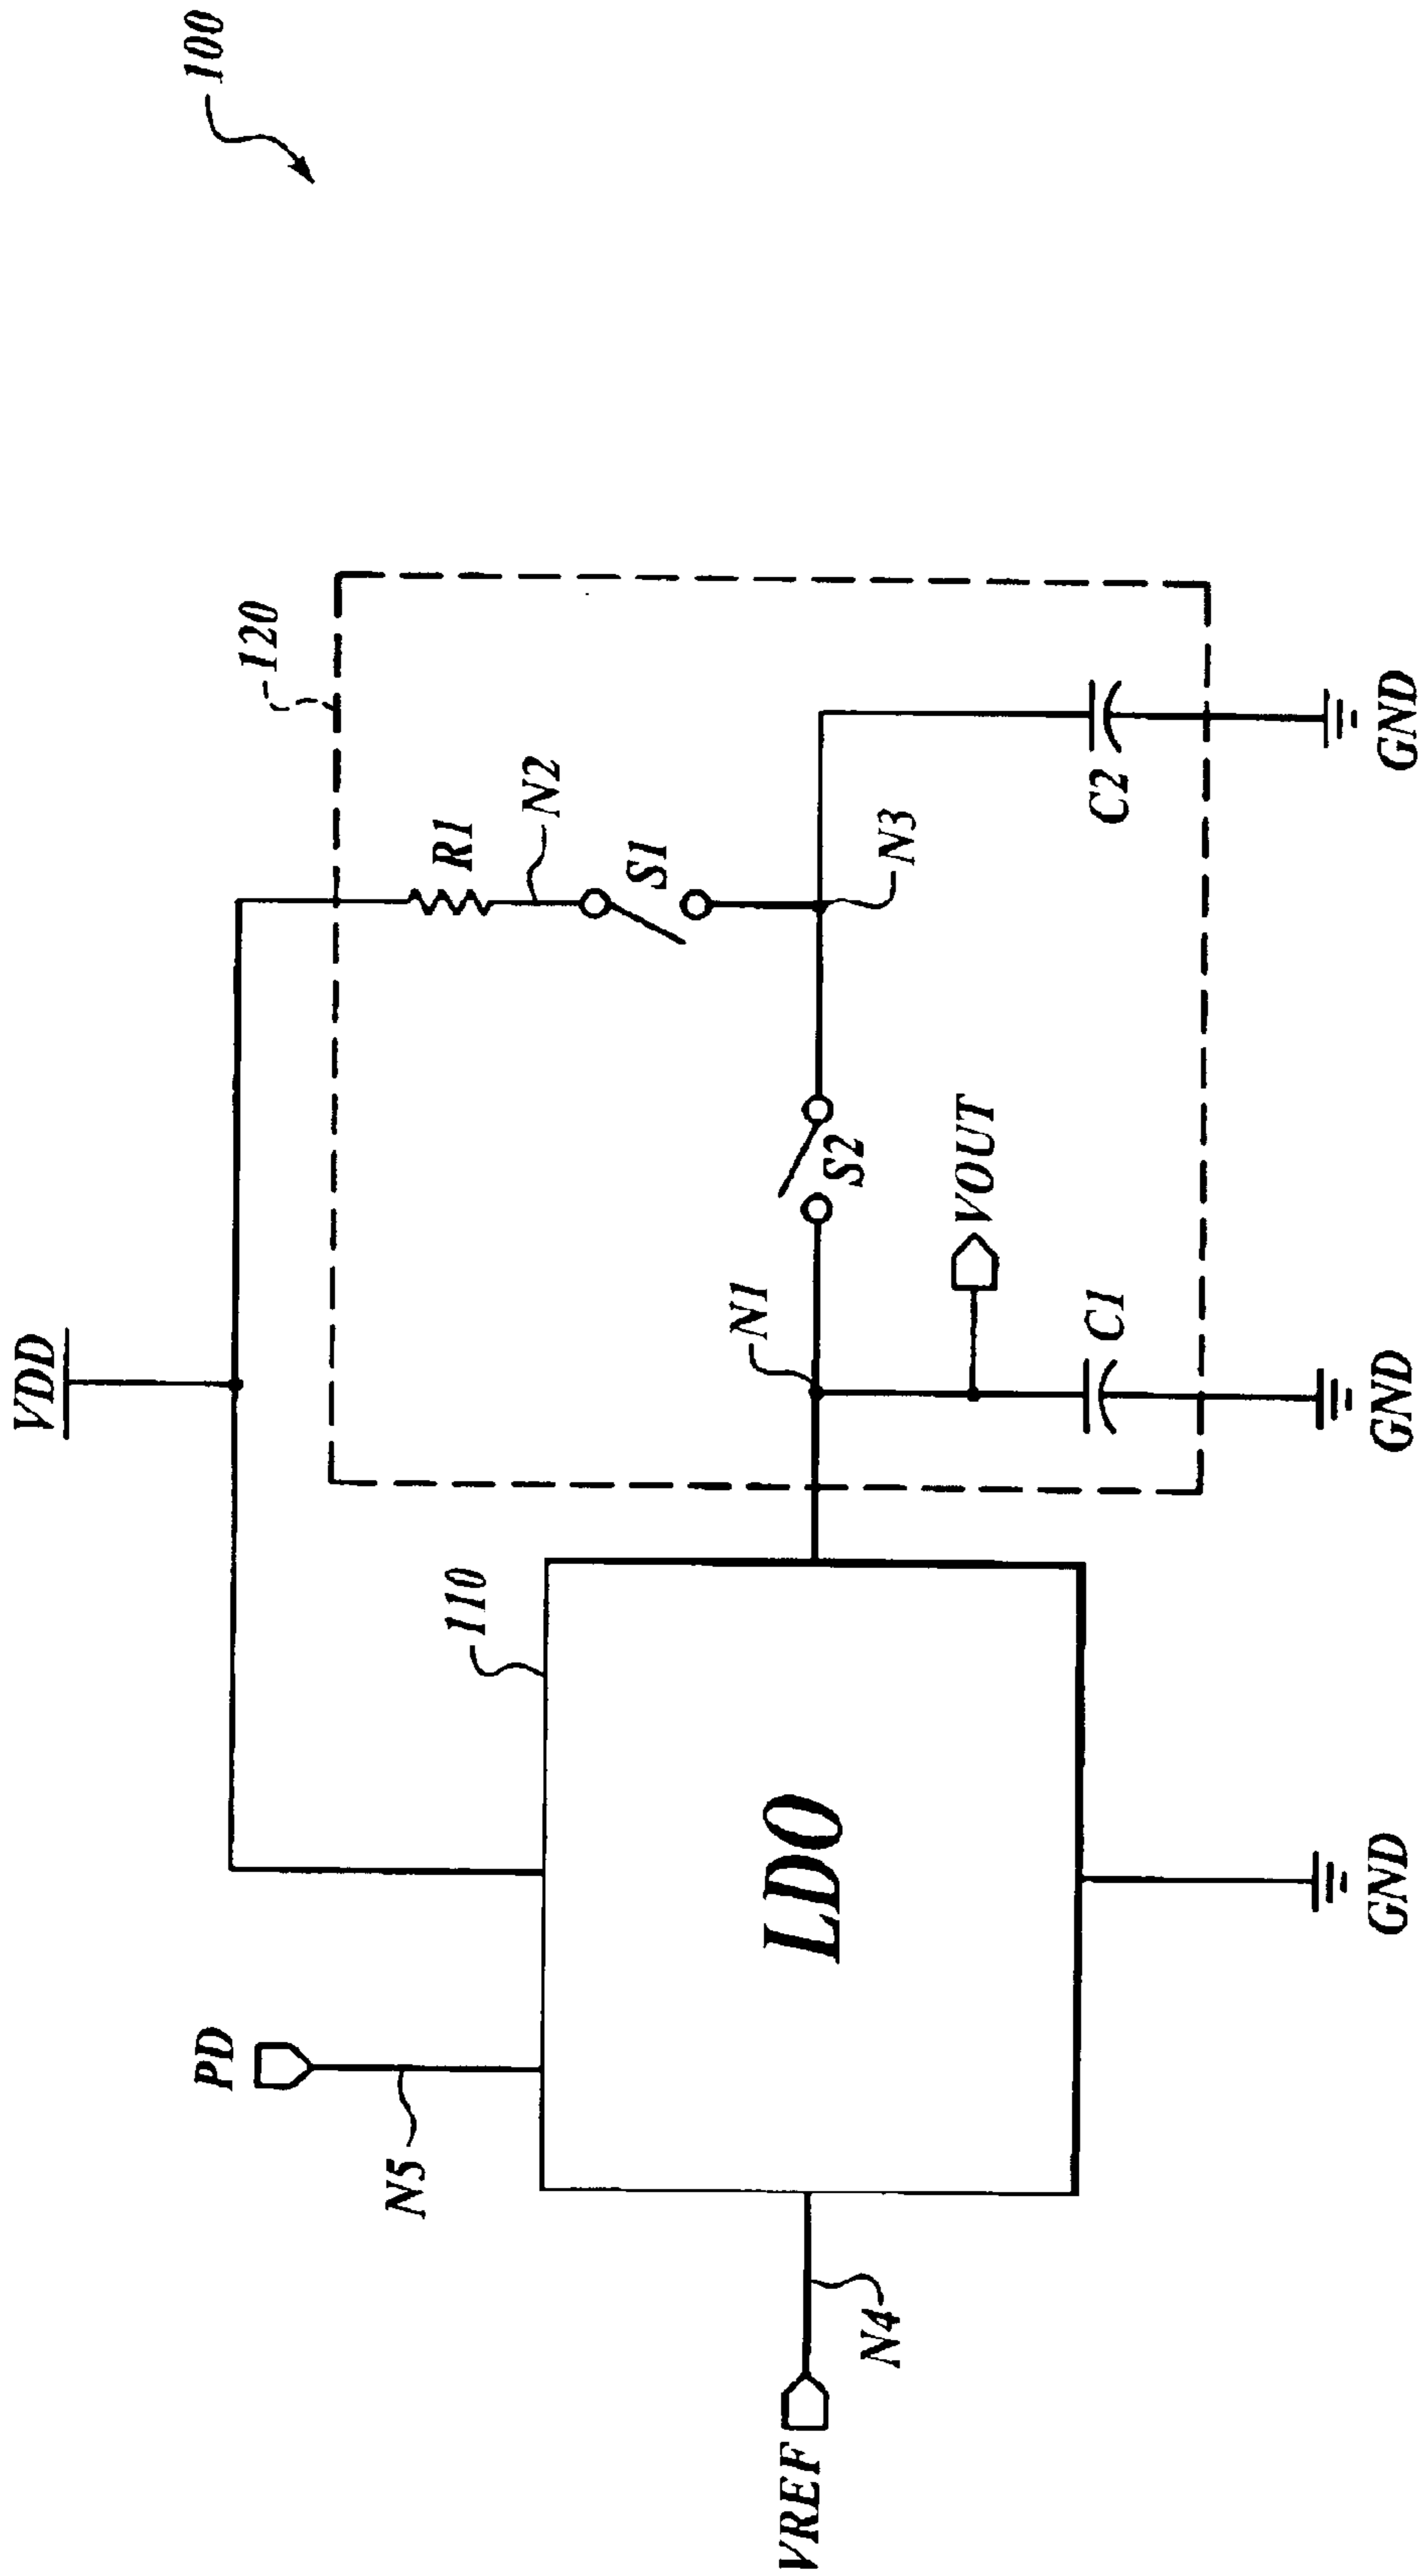 100
VDD
120
PD
R1
N2
N5
110
S1
N1
S2
N3
LDO
VOUT
VREF
N4
C1
C2
GND
GND
GND